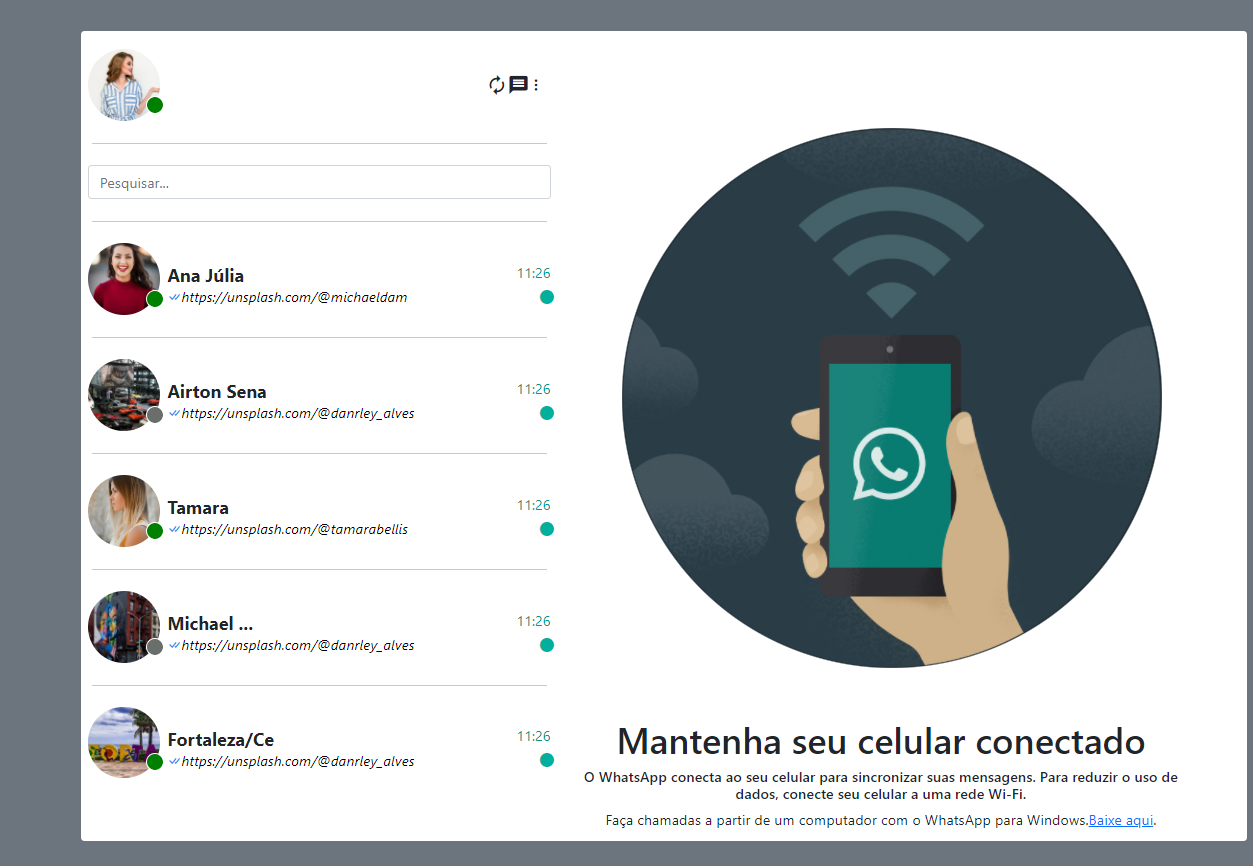 Pesquisar...
Ana Júlia
11:26
https://unsplash.com/@michaeldam
Airton Sena
11:26
https://unsplash.com/@danrley_alves
Tamara
11:26
https://unsplash.com/@tamarabellis
Michael ...
11:26
https://unsplash.com/@danrley_alves
Fortaleza/Ce
11:26
https://unsplash.com/@danrley_alves
Mantenha seu celular conectado
O WhatsApp conecta ao seu celular para sincronizar suas mensagens. Para reduzir o uso de
dados, conecte seu celular a uma rede Wi-Fi.
Faça chamadas a partir de um computador com o WhatsApp para Windows.Baixe aqui.